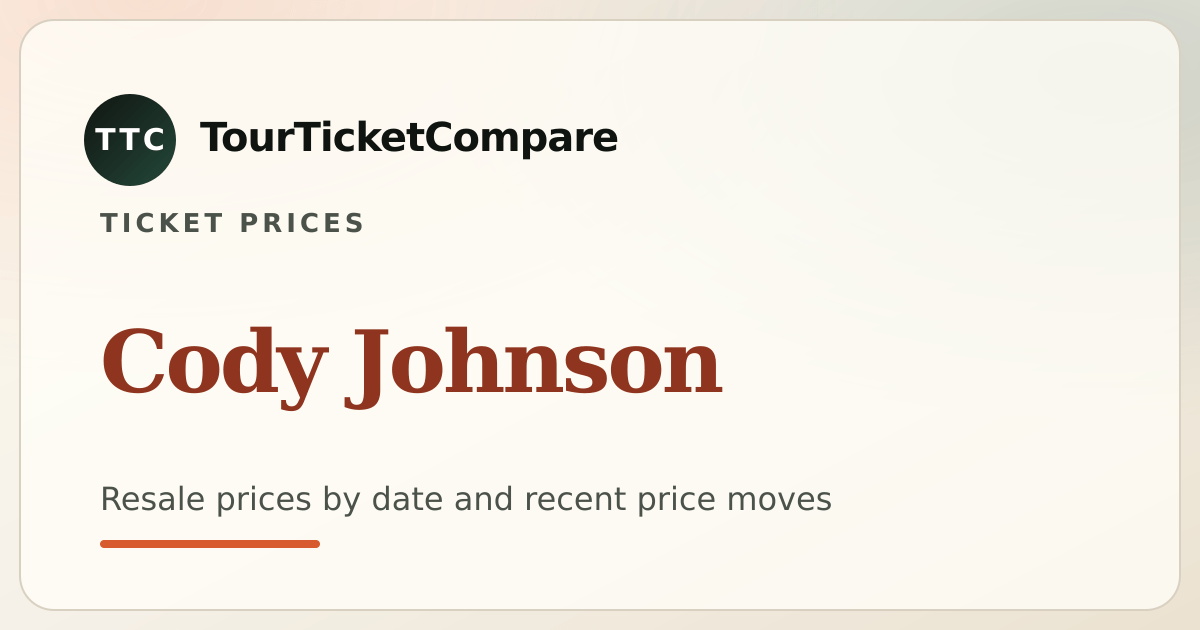 TTC TourTicketCompare
TICKET PRICES
Cody Johnson
Resale prices by date and recent price moves